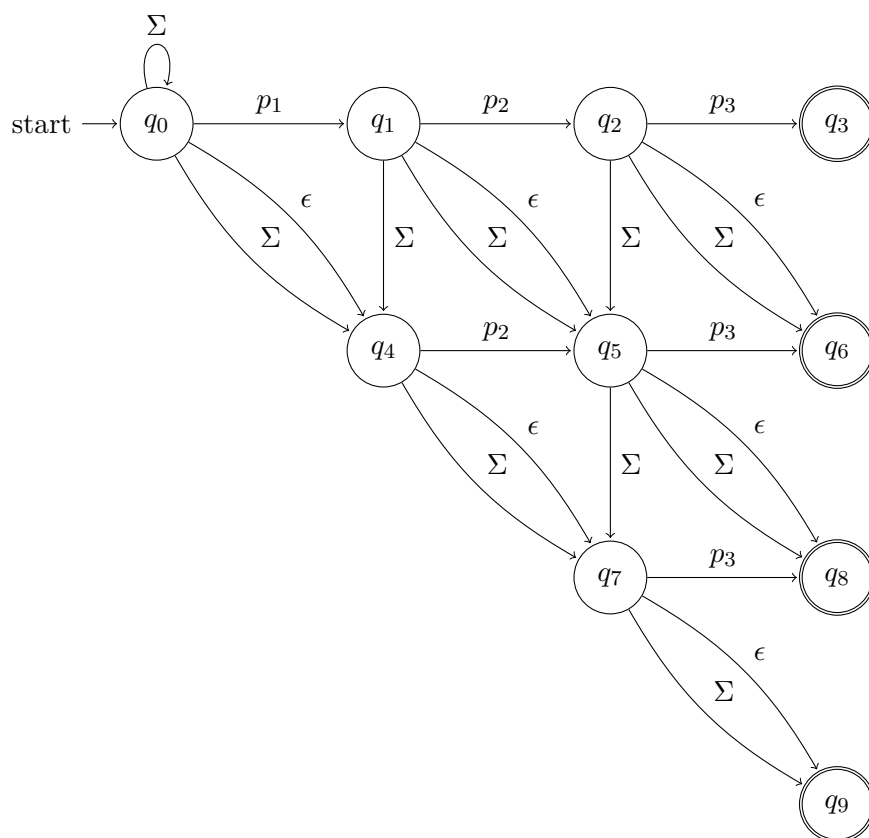 Σ
start q₀ p₁ q₁ p₂ q₂ p₃ q₃
ϵ ϵ ϵ
Σ Σ Σ Σ Σ
q₄ p₂ q₅ p₃ q₆
ϵ ϵ
Σ Σ Σ
q₇ p₃ q₈
ϵ
Σ
q₉